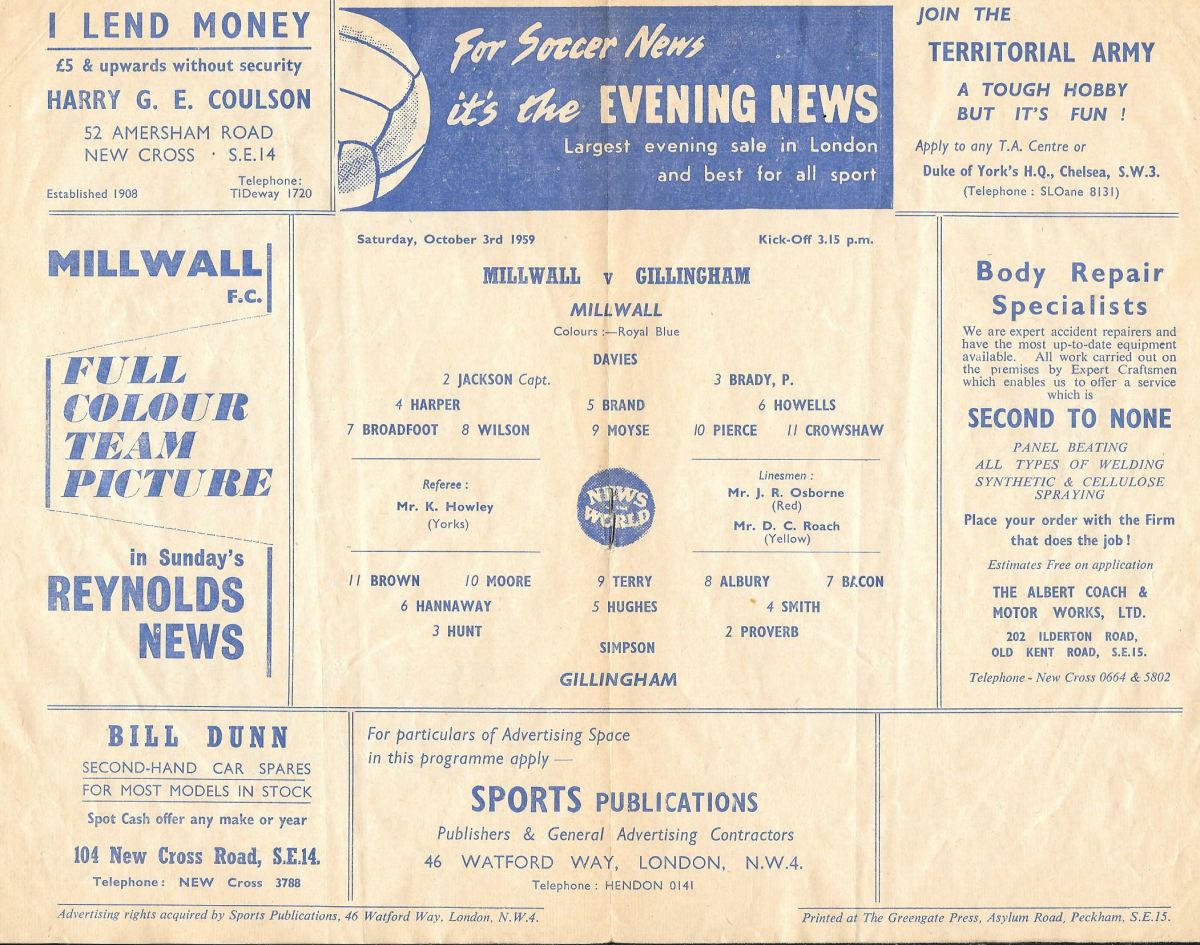 I LEND MONEY
£5 & upwards without security
HARRY G. E. COULSON
52 AMERSHAM ROAD
NEW CROSS · S.E.14
Established 1908
Telephone:
TIDeway 1720
For Soccer News
it's the EVENING NEWS
Largest evening sale in London
and best for all sport
JOIN THE
TERRITORIAL ARMY
A TOUGH HOBBY
BUT IT'S FUN !
Apply to any T.A. Centre or
Duke of York's H.Q., Chelsea, S.W.3.
(Telephone : SLOane 8131)
MILLWALL
F.C.
FULL
COLOUR
TEAM
PICTURE
in Sunday's
REYNOLDS
NEWS
Saturday, October 3rd 1959
Kick-Off 3.15 p.m.
MILLWALL v GILLINGHAM
MILLWALL
Colours :—Royal Blue
DAVIES
2 JACKSON Capt. 3 BRADY, P.
4 HARPER 5 BRAND 6 HOWELLS
7 BROADFOOT 8 WILSON 9 MOYSE 10 PIERCE 11 CROWSHAW
Referee :
Mr. K. Howley
(Yorks)
NEWS
OF THE
WORLD
Linesmen :
Mr. J. R. Osborne
(Red)
Mr. D. C. Roach
(Yellow)
11 BROWN 10 MOORE 9 TERRY 8 ALBURY 7 BACON
6 HANNAWAY 5 HUGHES 4 SMITH
3 HUNT 2 PROVERB
SIMPSON
GILLINGHAM
Body Repair
Specialists
We are expert accident repairers and
have the most up-to-date equipment
available. All work carried out on
the premises by Expert Craftsmen
which enables us to offer a service
which is
SECOND TO NONE
PANEL BEATING
ALL TYPES OF WELDING
SYNTHETIC & CELLULOSE
SPRAYING
Place your order with the Firm
that does the job !
Estimates Free on application
THE ALBERT COACH &
MOTOR WORKS, LTD.
202 ILDERTON ROAD,
OLD KENT ROAD, S.E.15.
Telephone - New Cross 0664 & 5802
BILL DUNN
SECOND-HAND CAR SPARES
FOR MOST MODELS IN STOCK
Spot Cash offer any make or year
104 New Cross Road, S.E.14.
Telephone: NEW Cross 3788
For particulars of Advertising Space
in this programme apply —
SPORTS PUBLICATIONS
Publishers & General Advertising Contractors
46 WATFORD WAY, LONDON, N.W.4.
Telephone : HENDON 0141
Advertising rights acquired by Sports Publications, 46 Watford Way, London, N.W.4.
Printed at The Greengate Press, Asylum Road, Peckham, S.E.15.